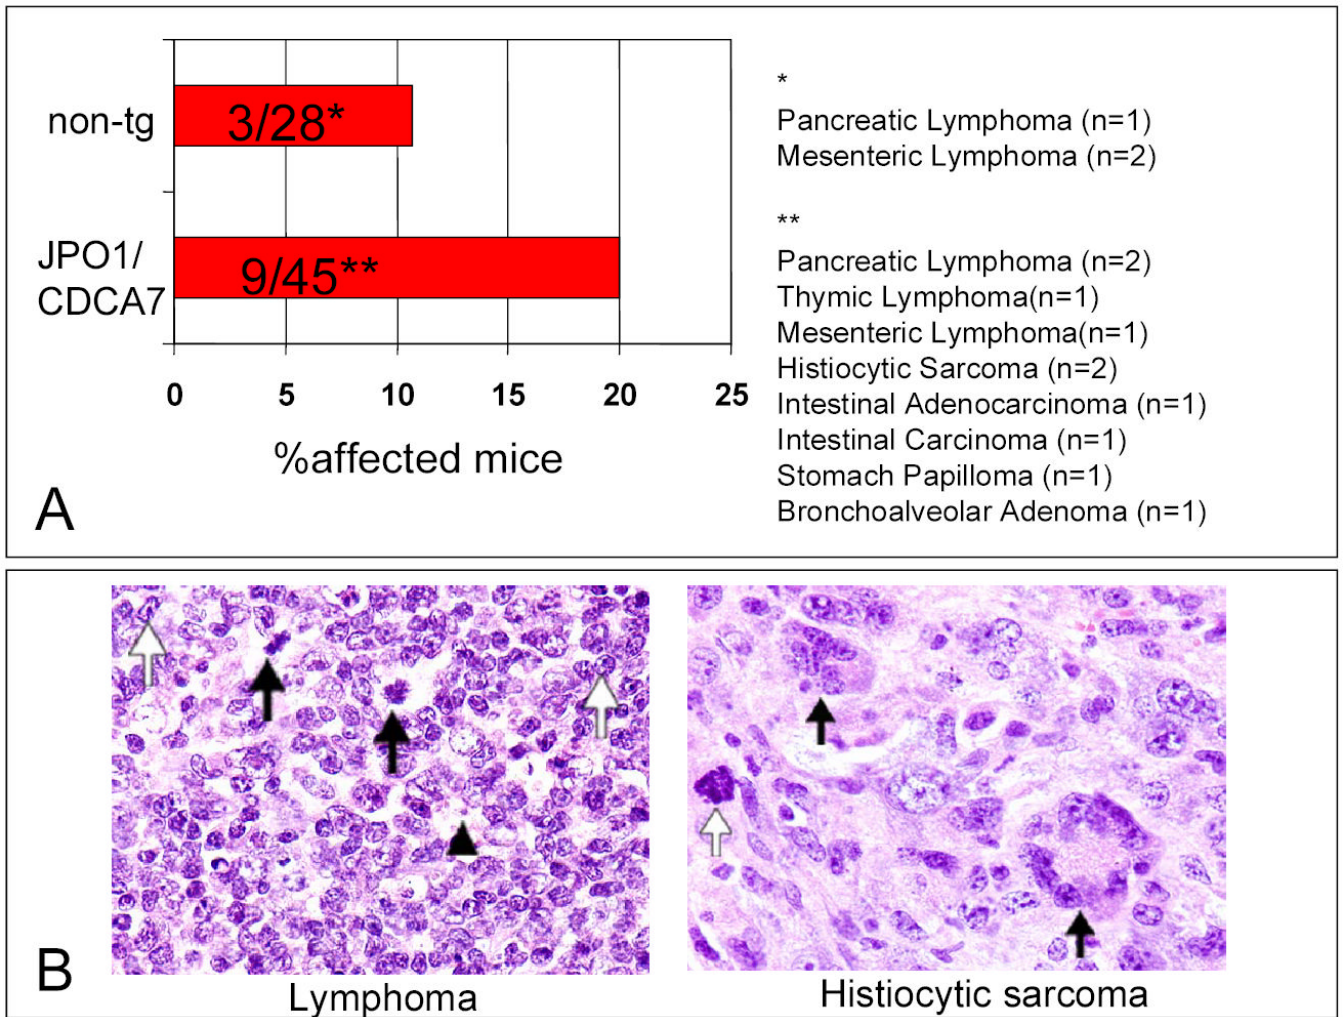 non-tg
3/28*
JPO1/
CDCA7
9/45**
0 5 10 15 20 25
%affected mice
A
*
Pancreatic Lymphoma (n=1)
Mesenteric Lymphoma (n=2)
**
Pancreatic Lymphoma (n=2)
Thymic Lymphoma(n=1)
Mesenteric Lymphoma(n=1)
Histiocytic Sarcoma (n=2)
Intestinal Adenocarcinoma (n=1)
Intestinal Carcinoma (n=1)
Stomach Papilloma (n=1)
Bronchoalveolar Adenoma (n=1)
B
Lymphoma
Histiocytic sarcoma